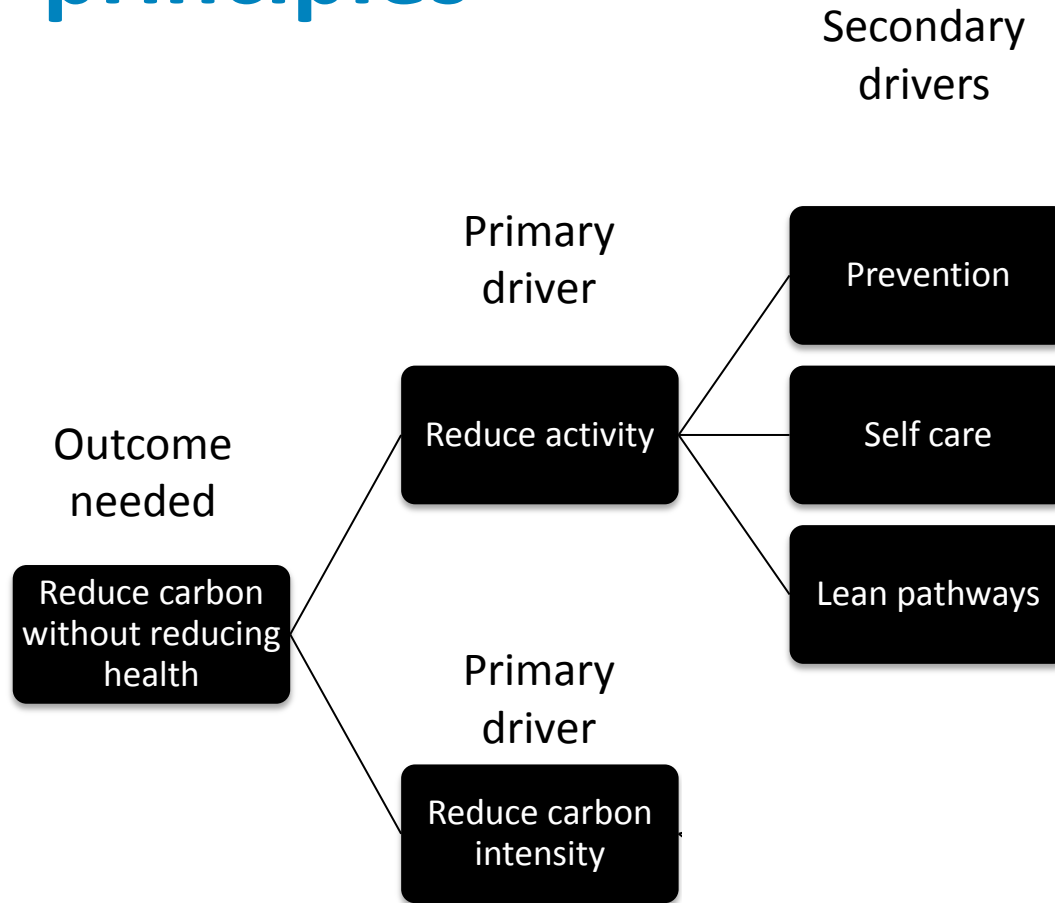 principles
Secondary
drivers
Primary
driver
Prevention
Reduce activity
Self care
Outcome
needed
Lean pathways
Reduce carbon
without reducing
health
Primary
driver
Reduce carbon
intensity